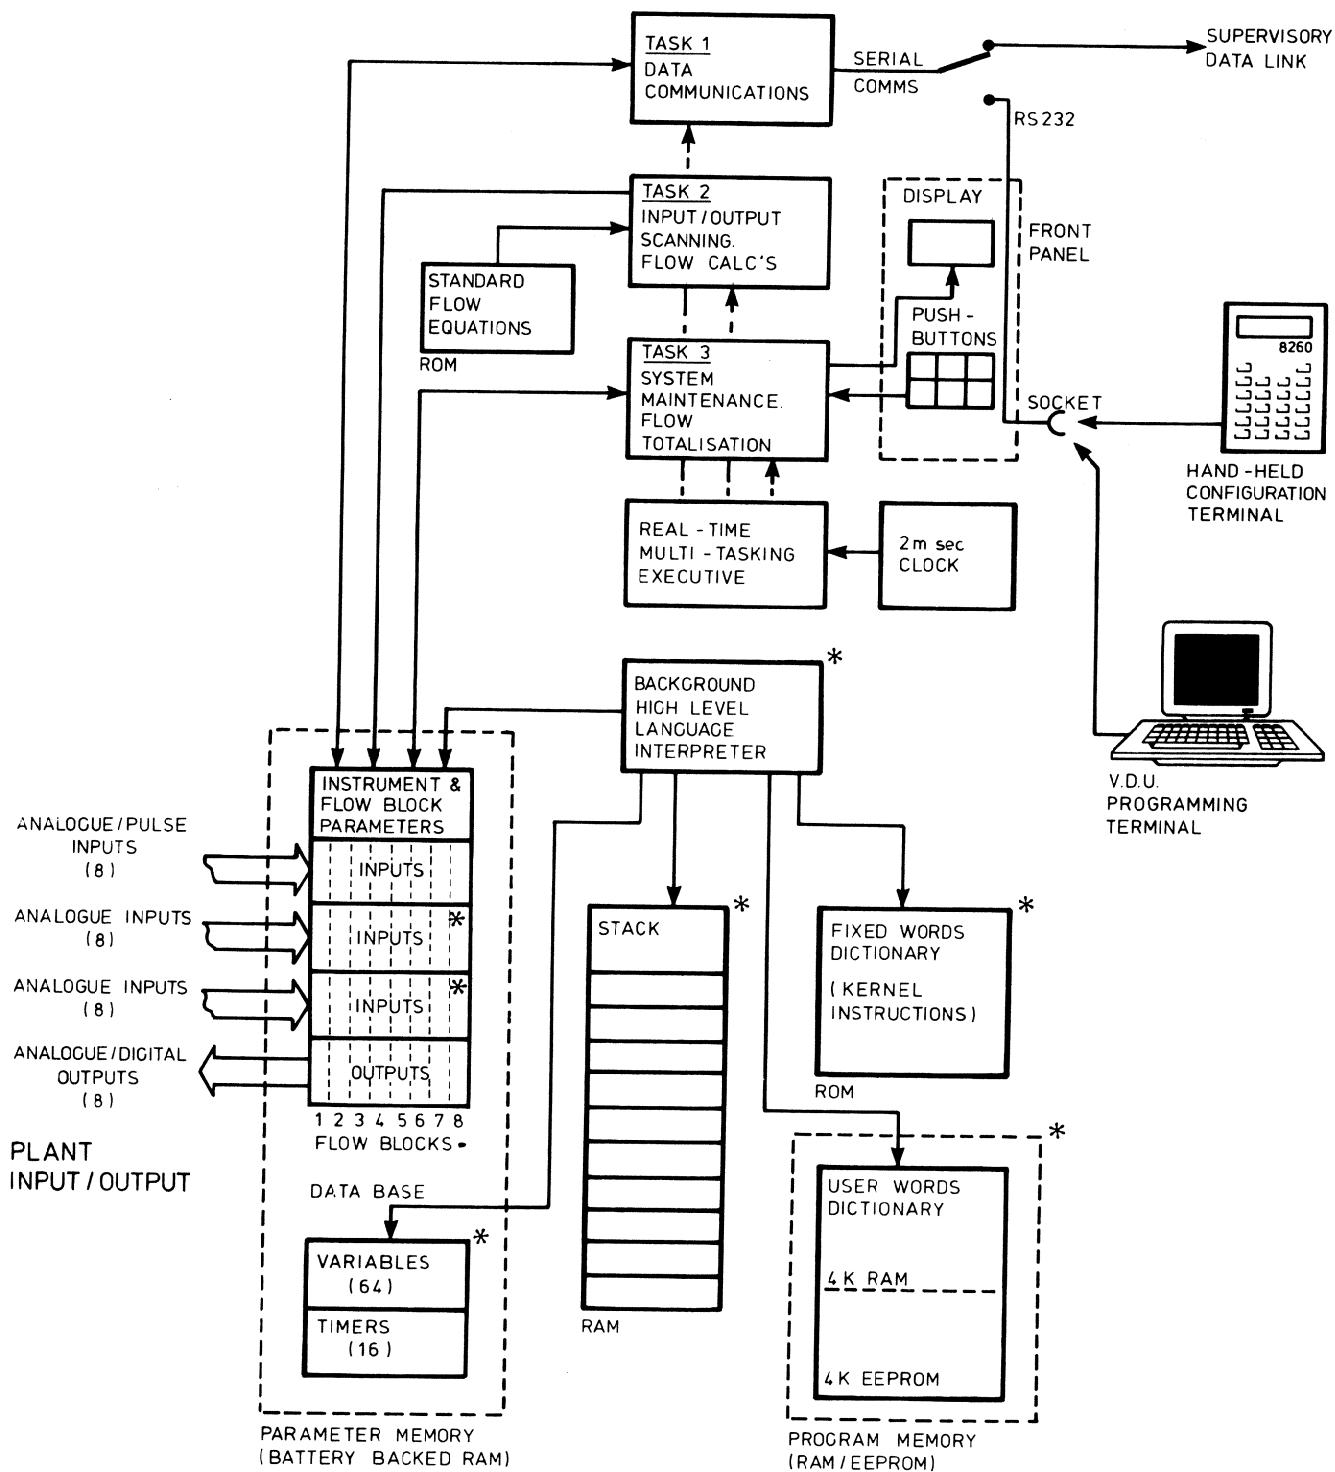 TASK 1
DATA
COMMUNICATIONS
SERIAL
COMMS
SUPERVISORY
DATA LINK
RS232
TASK 2
INPUT/OUTPUT
SCANNING.
FLOW CALC'S
STANDARD
FLOW
EQUATIONS
ROM
DISPLAY
FRONT
PANEL
PUSH-
BUTTONS
TASK 3
SYSTEM
MAINTENANCE.
FLOW
TOTALISATION
SOCKET
8260
HAND-HELD
CONFIGURATION
TERMINAL
REAL-TIME
MULTI-TASKING
EXECUTIVE
2m sec
CLOCK
*
BACKGROUND
HIGH LEVEL
LANGUAGE
INTERPRETER
V.D.U.
PROGRAMMING
TERMINAL
INSTRUMENT &
FLOW BLOCK
PARAMETERS
ANALOGUE/PULSE
INPUTS
(8)
INPUTS
ANALOGUE INPUTS
(8)
INPUTS *
ANALOGUE INPUTS
(8)
INPUTS *
ANALOGUE/DIGITAL
OUTPUTS
(8)
OUTPUTS
1 2 3 4 5 6 7 8
FLOW BLOCKS-
PLANT
INPUT/OUTPUT
DATA BASE
*
VARIABLES
(64)
TIMERS
(16)
PARAMETER MEMORY
(BATTERY BACKED RAM)
*
STACK
RAM
*
FIXED WORDS
DICTIONARY
(KERNEL
INSTRUCTIONS)
ROM
*
USER WORDS
DICTIONARY
4K RAM
4K EEPROM
PROGRAM MEMORY
(RAM/EEPROM)